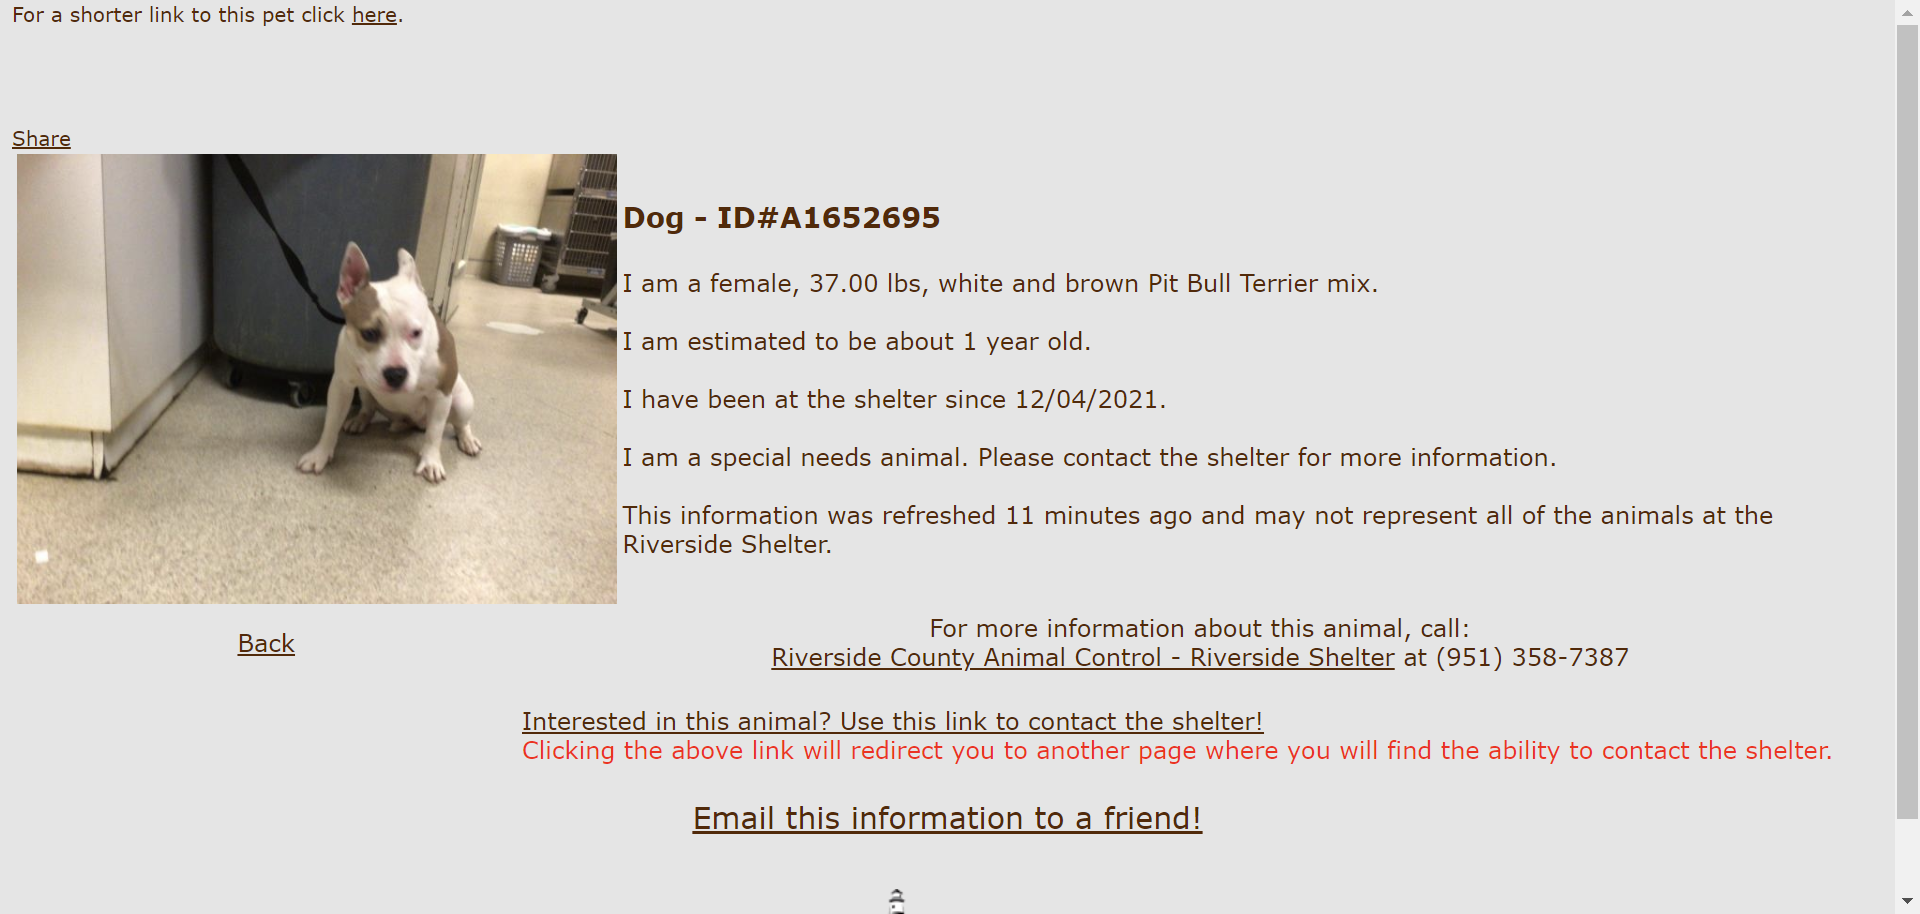 For a shorter link to this pet click here.
Share
Dog - ID#A1652695
I am a female, 37.00 lbs, white and brown Pit Bull Terrier mix.
I am estimated to be about 1 year old.
I have been at the shelter since 12/04/2021.
I am a special needs animal. Please contact the shelter for more information.
This information was refreshed 11 minutes ago and may not represent all of the animals at the
Riverside Shelter.
Back
For more information about this animal, call:
Riverside County Animal Control - Riverside Shelter at (951) 358-7387
Interested in this animal? Use this link to contact the shelter!
Clicking the above link will redirect you to another page where you will find the ability to contact the shelter.
Email this information to a friend!